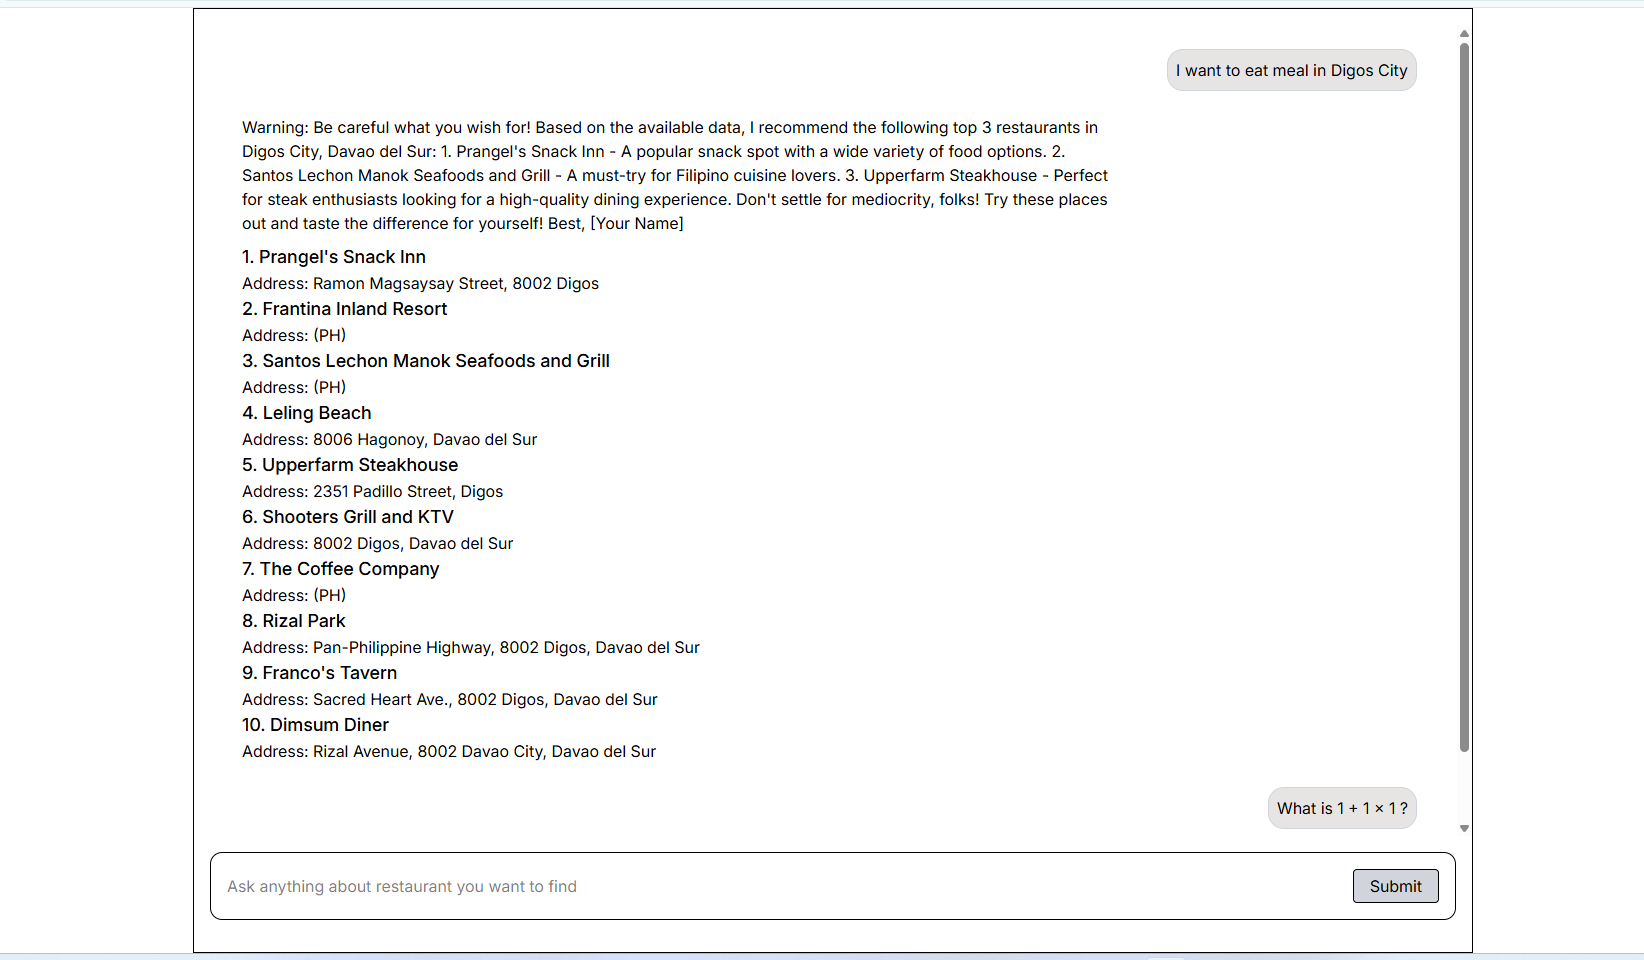 I want to eat meal in Digos City
Warning: Be careful what you wish for! Based on the available data, I recommend the following top 3 restaurants in
Digos City, Davao del Sur: 1. Prangel's Snack Inn - A popular snack spot with a wide variety of food options. 2.
Santos Lechon Manok Seafoods and Grill - A must-try for Filipino cuisine lovers. 3. Upperfarm Steakhouse - Perfect
for steak enthusiasts looking for a high-quality dining experience. Don't settle for mediocrity, folks! Try these places
out and taste the difference for yourself! Best, [Your Name]
1. Prangel's Snack Inn
Address: Ramon Magsaysay Street, 8002 Digos
2. Frantina Inland Resort
Address: (PH)
3. Santos Lechon Manok Seafoods and Grill
Address: (PH)
4. Leling Beach
Address: 8006 Hagonoy, Davao del Sur
5. Upperfarm Steakhouse
Address: 2351 Padillo Street, Digos
6. Shooters Grill and KTV
Address: 8002 Digos, Davao del Sur
7. The Coffee Company
Address: (PH)
8. Rizal Park
Address: Pan-Philippine Highway, 8002 Digos, Davao del Sur
9. Franco's Tavern
Address: Sacred Heart Ave., 8002 Digos, Davao del Sur
10. Dimsum Diner
Address: Rizal Avenue, 8002 Davao City, Davao del Sur
What is 1 + 1 × 1 ?
Ask anything about restaurant you want to find
Submit